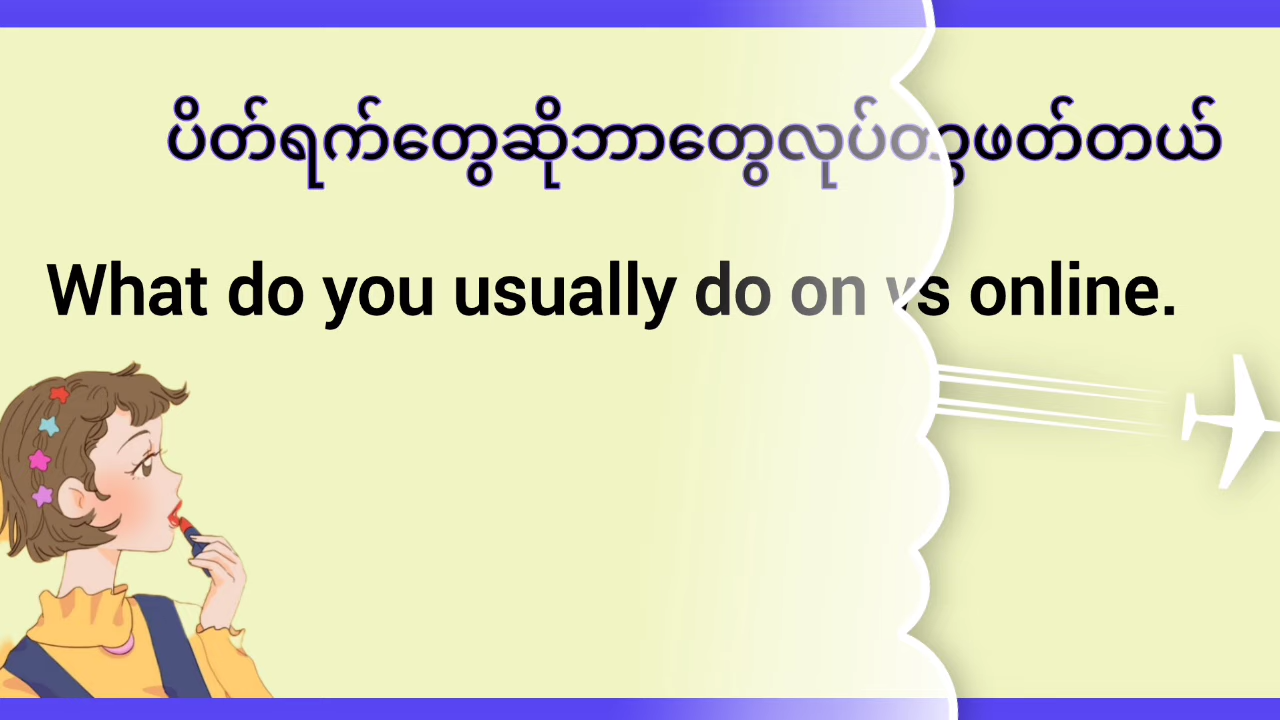 ပိတ်ရက်တွေဆိုဘာတွေလုပ်တွေဖတ်တယ်
What do you usually do on online.